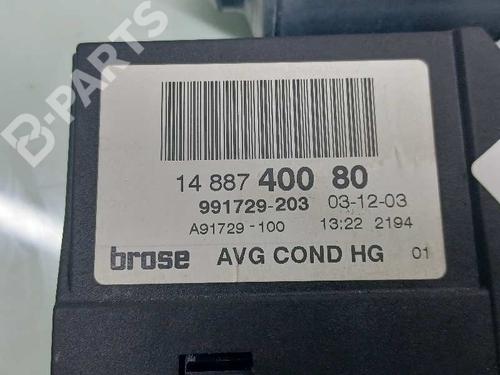 B-PARTS
14 887 400 80
991729-203 03-12-03
A91729-100 13:22 2194
brose AVG COND HG 01